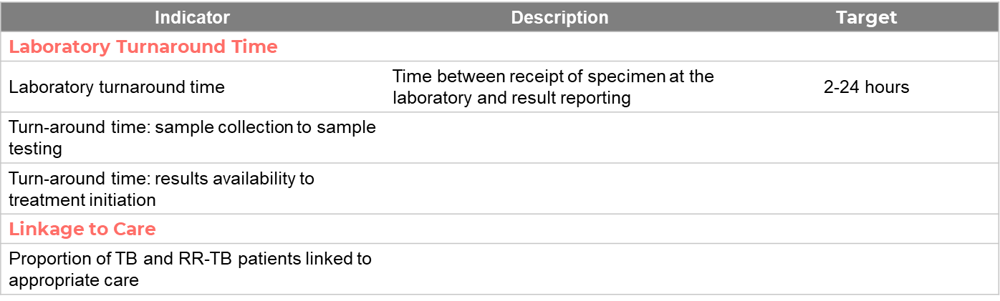 Indicator Description Target
Laboratory Turnaround Time
Laboratory turnaround time
Time between receipt of specimen at the
laboratory and result reporting
2-24 hours
Turn-around time: sample collection to sample
testing
Turn-around time: results availability to
treatment initiation
Linkage to Care
Proportion of TB and RR-TB patients linked to
appropriate care